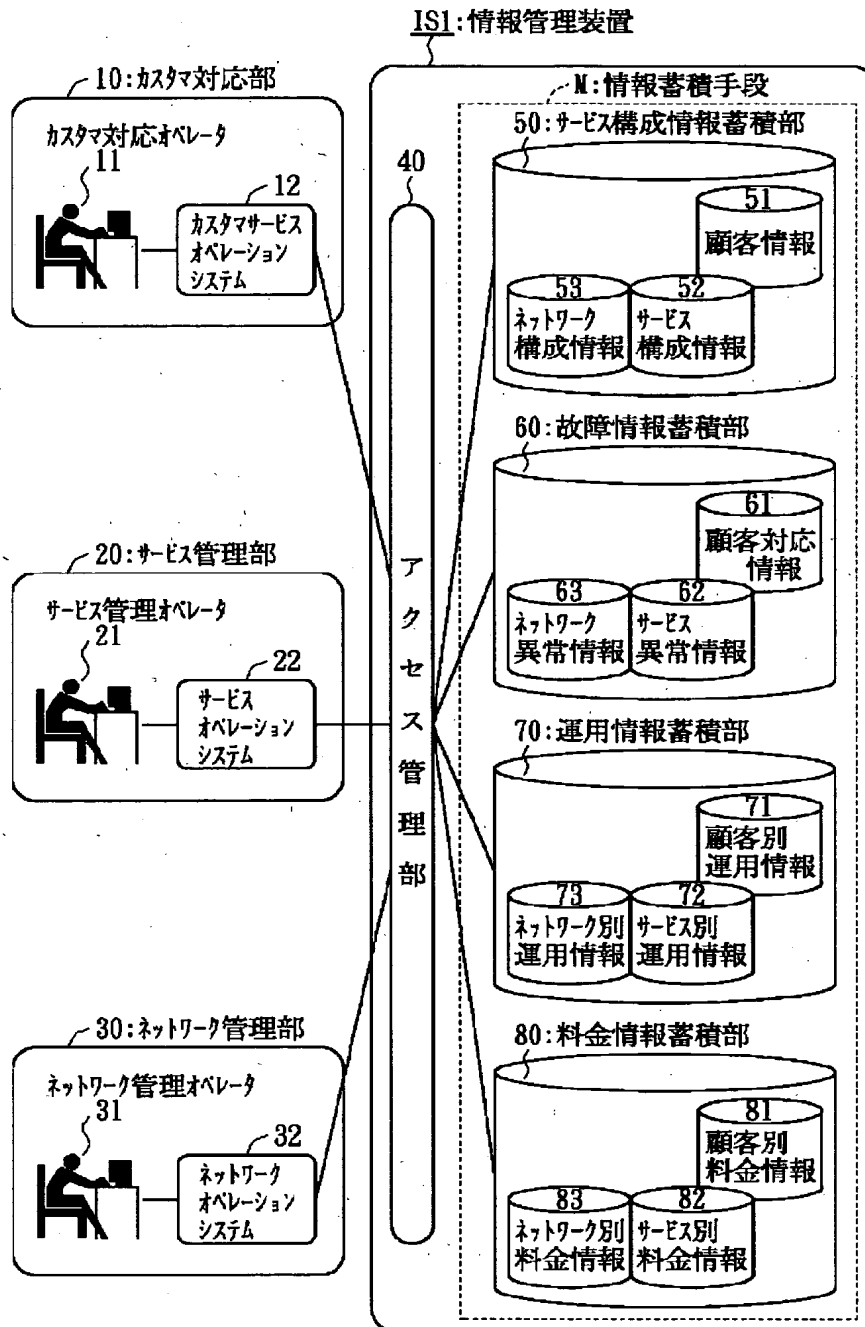 IS1:情報管理装置
10:カスタマ対応部
カスタマ対応オペレータ
11
12
カスタマサービス
オペレーション
システム
20:サービス管理部
サービス管理オペレータ
21
22
サービス
オペレーション
システム
30:ネットワーク管理部
ネットワーク管理オペレータ
31
32
ネットワーク
オペレーション
システム
40
アクセス管理部
M:情報蓄積手段
50:サービス構成情報蓄積部
51
顧客情報
53
ネットワーク
構成情報
52
サービス
構成情報
60:故障情報蓄積部
61
顧客対応
情報
63
ネットワーク
異常情報
62
サービス
異常情報
70:運用情報蓄積部
71
顧客別
運用情報
73
ネットワーク別
運用情報
72
サービス別
運用情報
80:料金情報蓄積部
81
顧客別
料金情報
83
ネットワーク別
料金情報
82
サービス別
料金情報